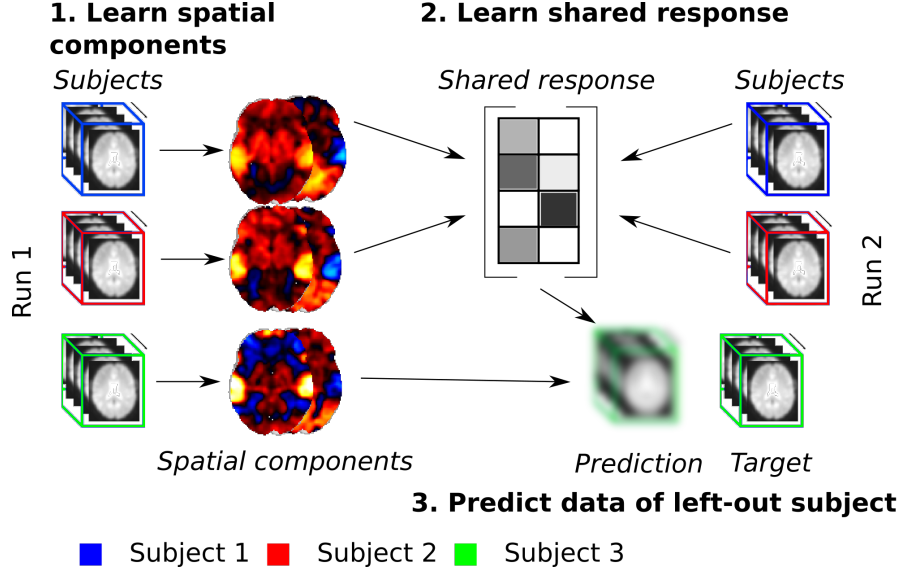 1. Learn spatial
components
2. Learn shared response
Subjects
Shared response
Subjects
Run 1
Run 2
Spatial components
Prediction
Target
3. Predict data of left-out subject
Subject 1
Subject 2
Subject 3